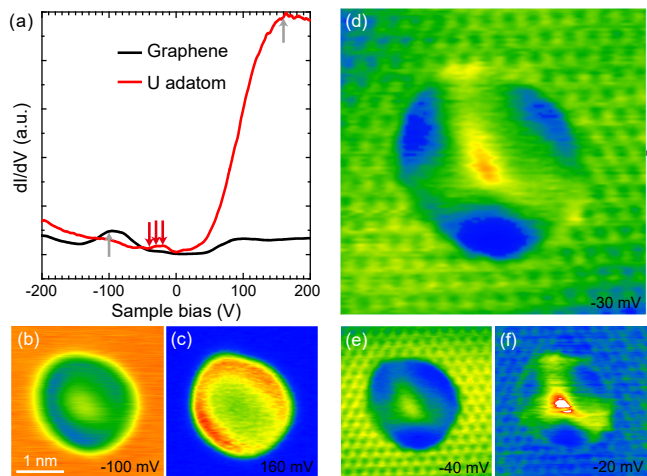 (a)
dI/dV (a.u.)
Graphene
U adatom
-200 -100 0 100 200
Sample bias (V)
(d)
-30 mV
(b)
1 nm
-100 mV
(c)
160 mV
(e)
-40 mV
(f)
-20 mV